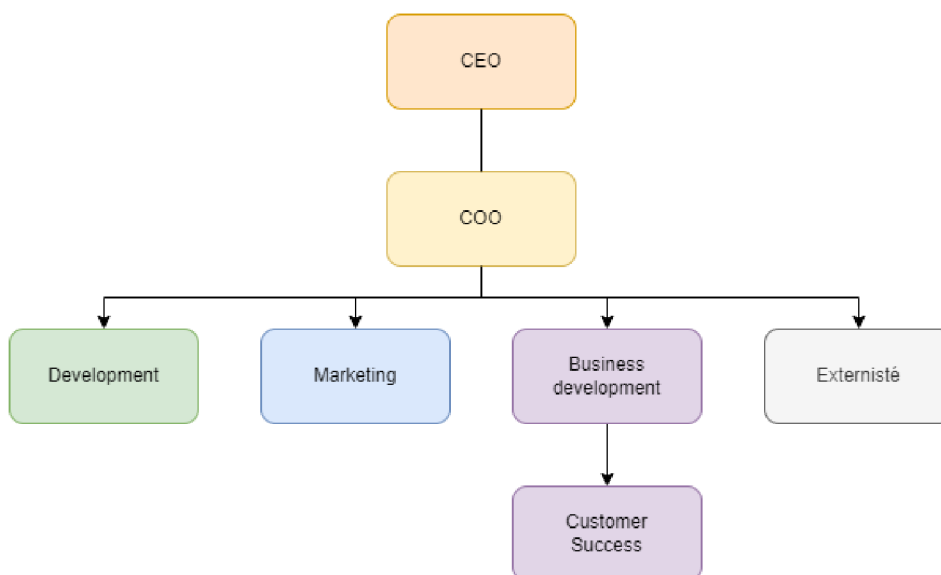 CEO
COO
Development
Marketing
Business
development
Externisté
Customer
Success